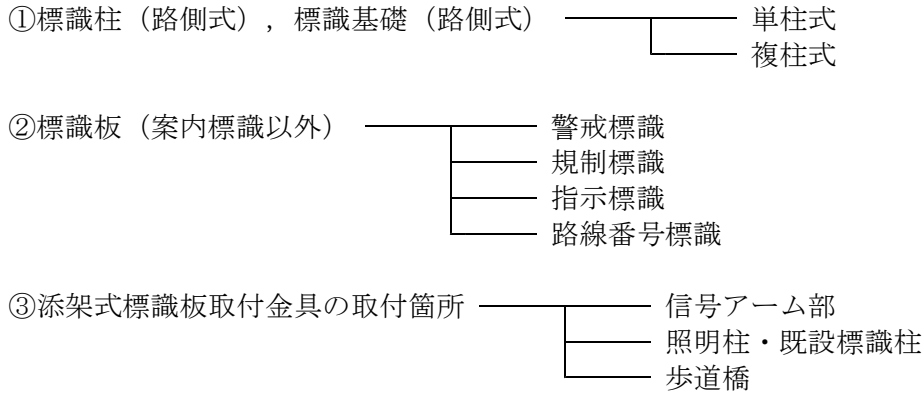 ①標識柱（路側式），標識基礎（路側式） 単柱式
複柱式
②標識板（案内標識以外） 警戒標識
規制標識
指示標識
路線番号標識
③添架式標識板取付金具の取付箇所 信号アーム部
照明柱・既設標識柱
歩道橋